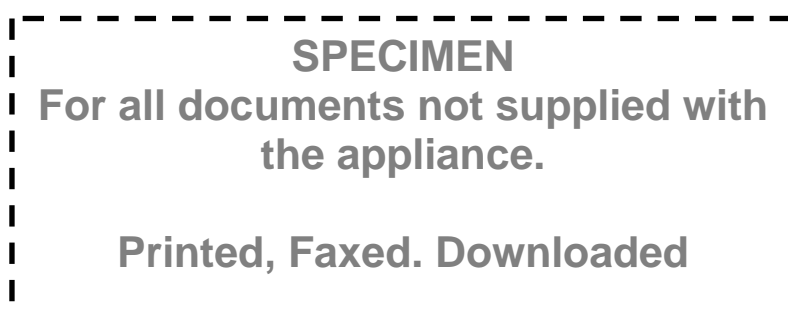 SPECIMEN
For all documents not supplied with
the appliance.
Printed, Faxed. Downloaded